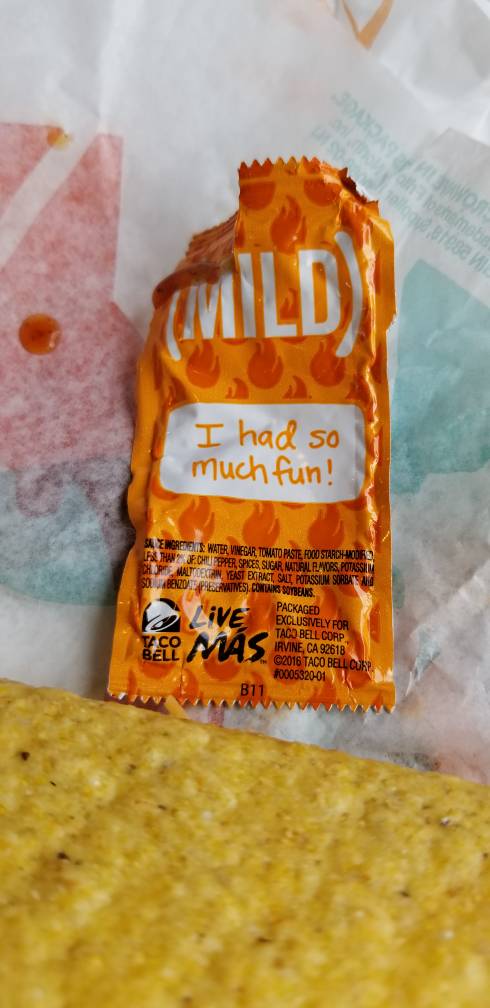 (MILD)
I had so
much fun!
SAUCE INGREDIENTS: WATER, VINEGAR, TOMATO PASTE, FOOD STARCH-MODIFIED,
LESS THAN 2% OF: CHILI PEPPER, SPICES, SUGAR, NATURAL FLAVORS, POTASSIUM
CHLORIDE, MALTODEXTRIN, YEAST EXTRACT, SALT, POTASSIUM SORBATE AND
SODIUM BENZOATE (PRESERVATIVES). CONTAINS SOYBEANS.
TACO
BELL
LIVE
MÁS™
PACKAGED
EXCLUSIVELY FOR
TACO BELL CORP.,
IRVINE, CA 92618
©2016 TACO BELL CORP.
#0005320-01
B11